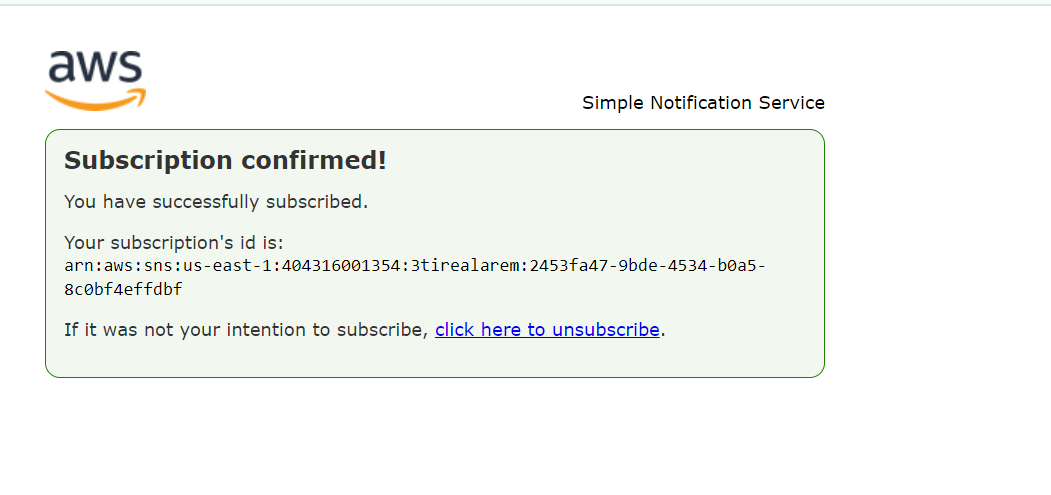 aws
Simple Notification Service
Subscription confirmed!
You have successfully subscribed.
Your subscription's id is:
arn:aws:sns:us-east-1:404316001354:3tirealarem:2453fa47-9bde-4534-b0a5-
8c0bf4effdbf
If it was not your intention to subscribe, click here to unsubscribe.